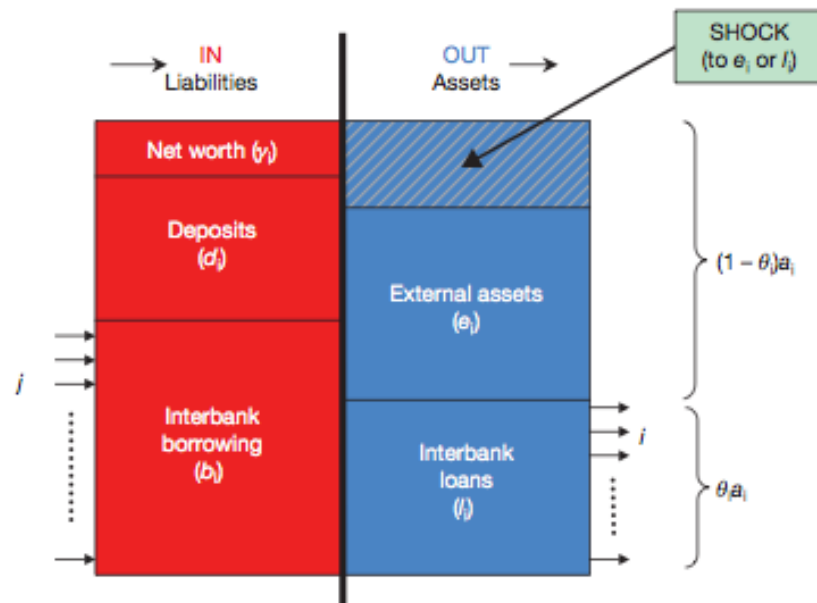 IN
Liabilities
OUT
Assets
SHOCK
(to eᵢ or lᵢ)
Net worth (γᵢ)
Deposits
(dᵢ)
Interbank
borrowing
(bᵢ)
External assets
(eᵢ)
Interbank
loans
(lᵢ)
j
i
(1 – θᵢ)aᵢ
θᵢaᵢ